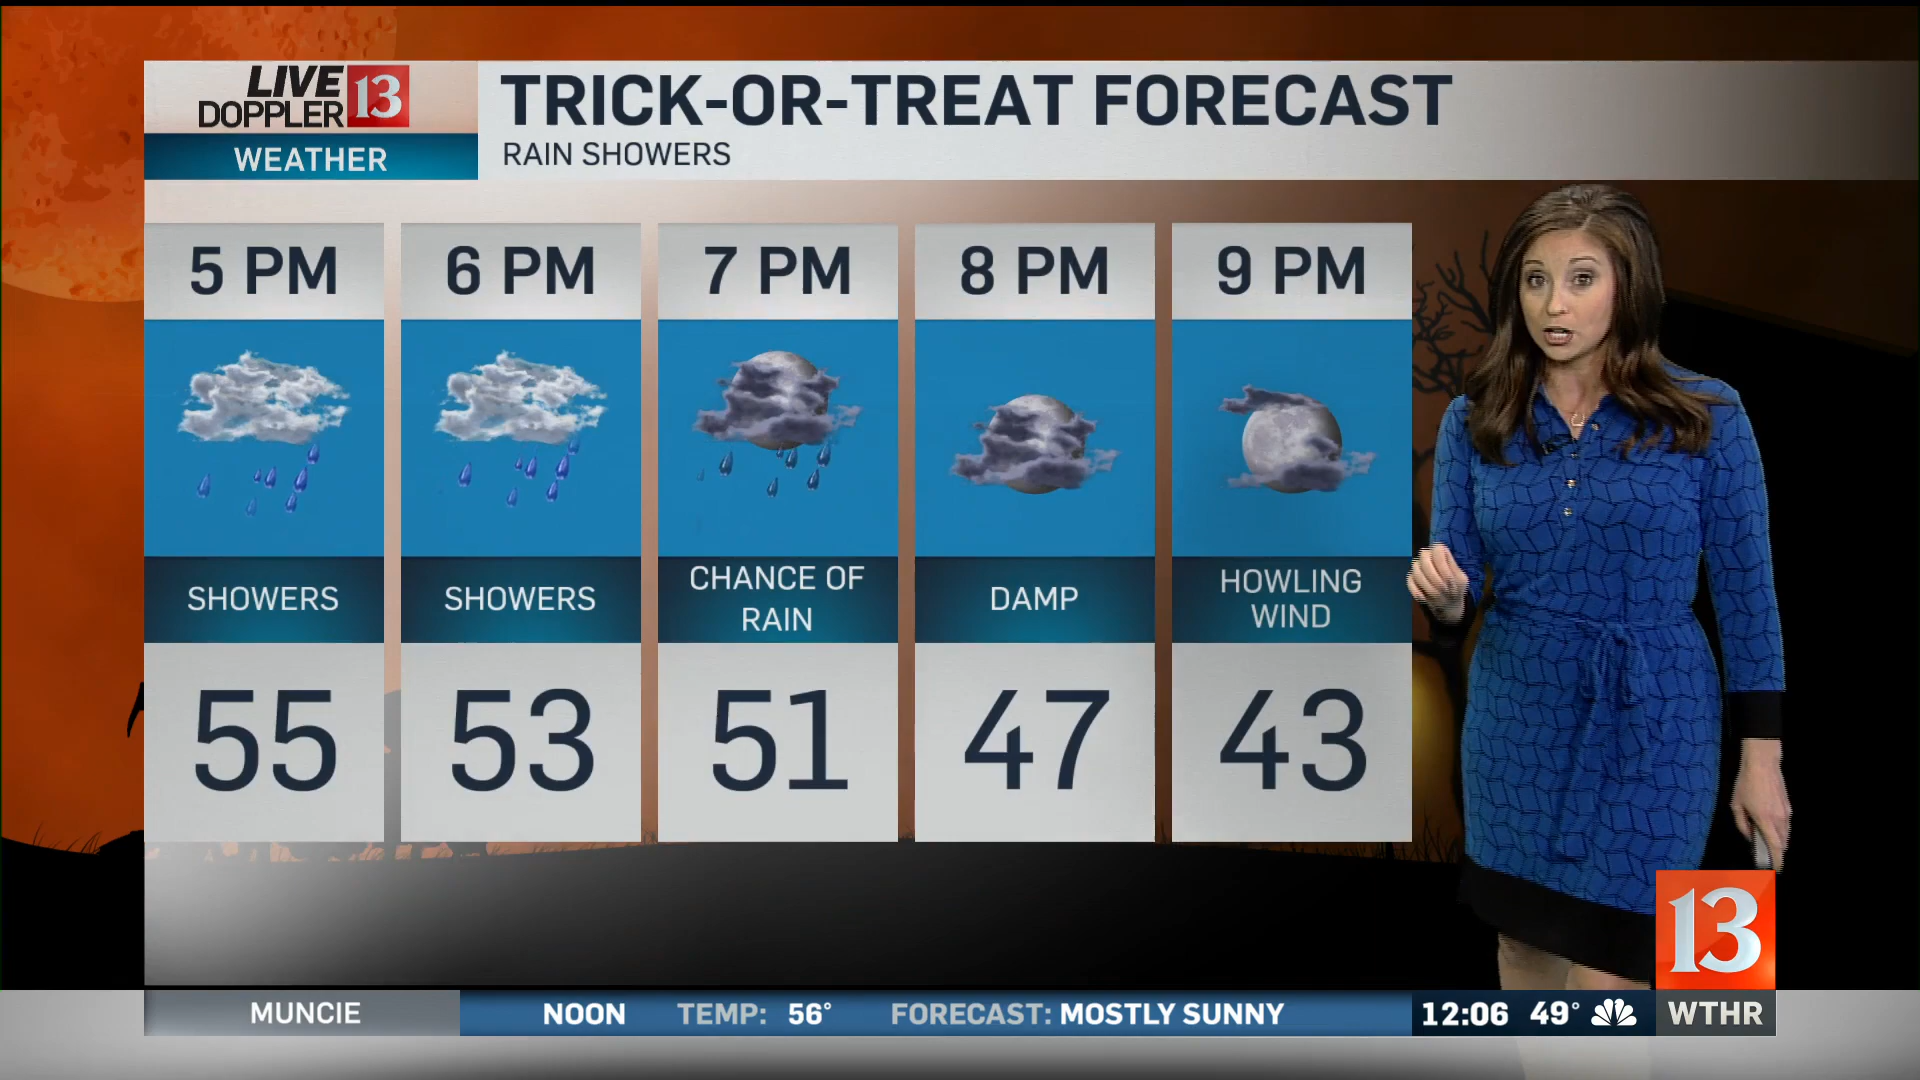 LIVE
DOPPLER 13
WEATHER
TRICK-OR-TREAT FORECAST
RAIN SHOWERS
5 PM
SHOWERS
55
6 PM
SHOWERS
53
7 PM
CHANCE OF
RAIN
51
8 PM
DAMP
47
9 PM
HOWLING
WIND
43
13
WTHR
MUNCIE
NOON TEMP: 56° FORECAST: MOSTLY SUNNY
12:06 49°